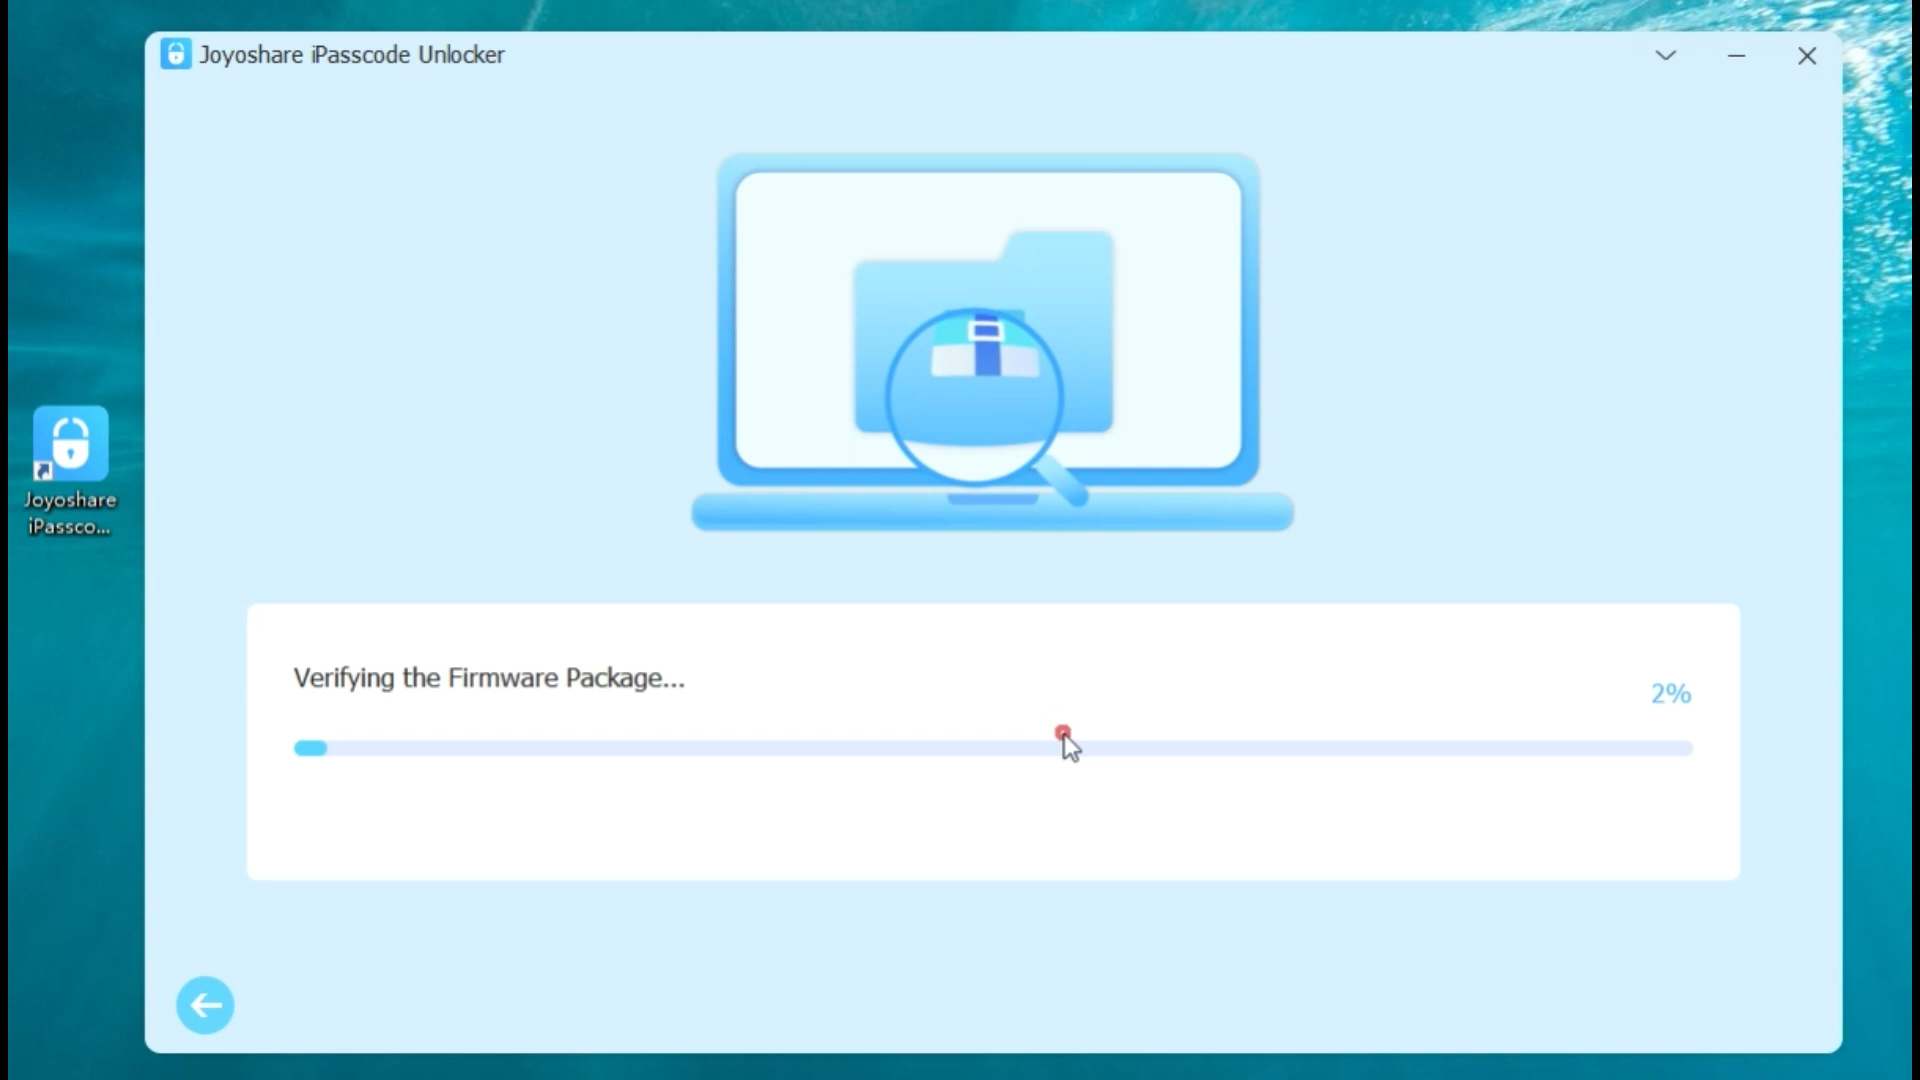 Joyoshare iPasscode Unlocker
Joyoshare
iPassco...
Verifying the Firmware Package...
2%